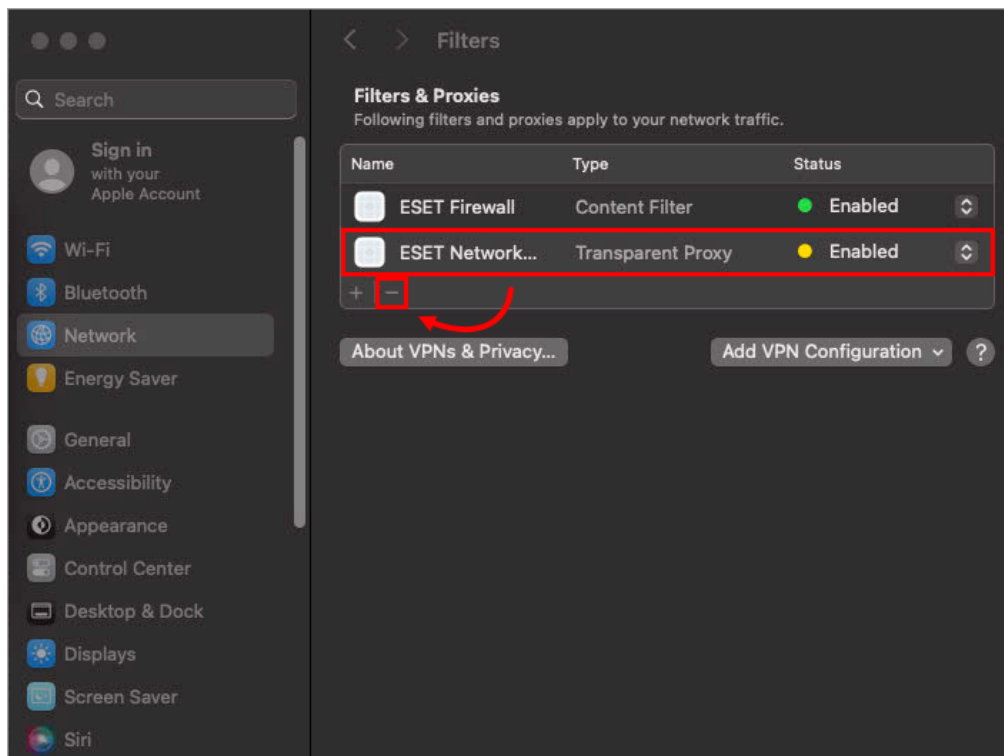 Filters
Search
Sign in
with your
Apple Account
Wi-Fi
Bluetooth
Network
Energy Saver
General
Accessibility
Appearance
Control Center
Desktop & Dock
Displays
Screen Saver
Siri
Filters & Proxies
Following filters and proxies apply to your network traffic.
Name Type Status
ESET Firewall Content Filter Enabled
ESET Network... Transparent Proxy Enabled
+ −
About VPNs & Privacy... Add VPN Configuration ?